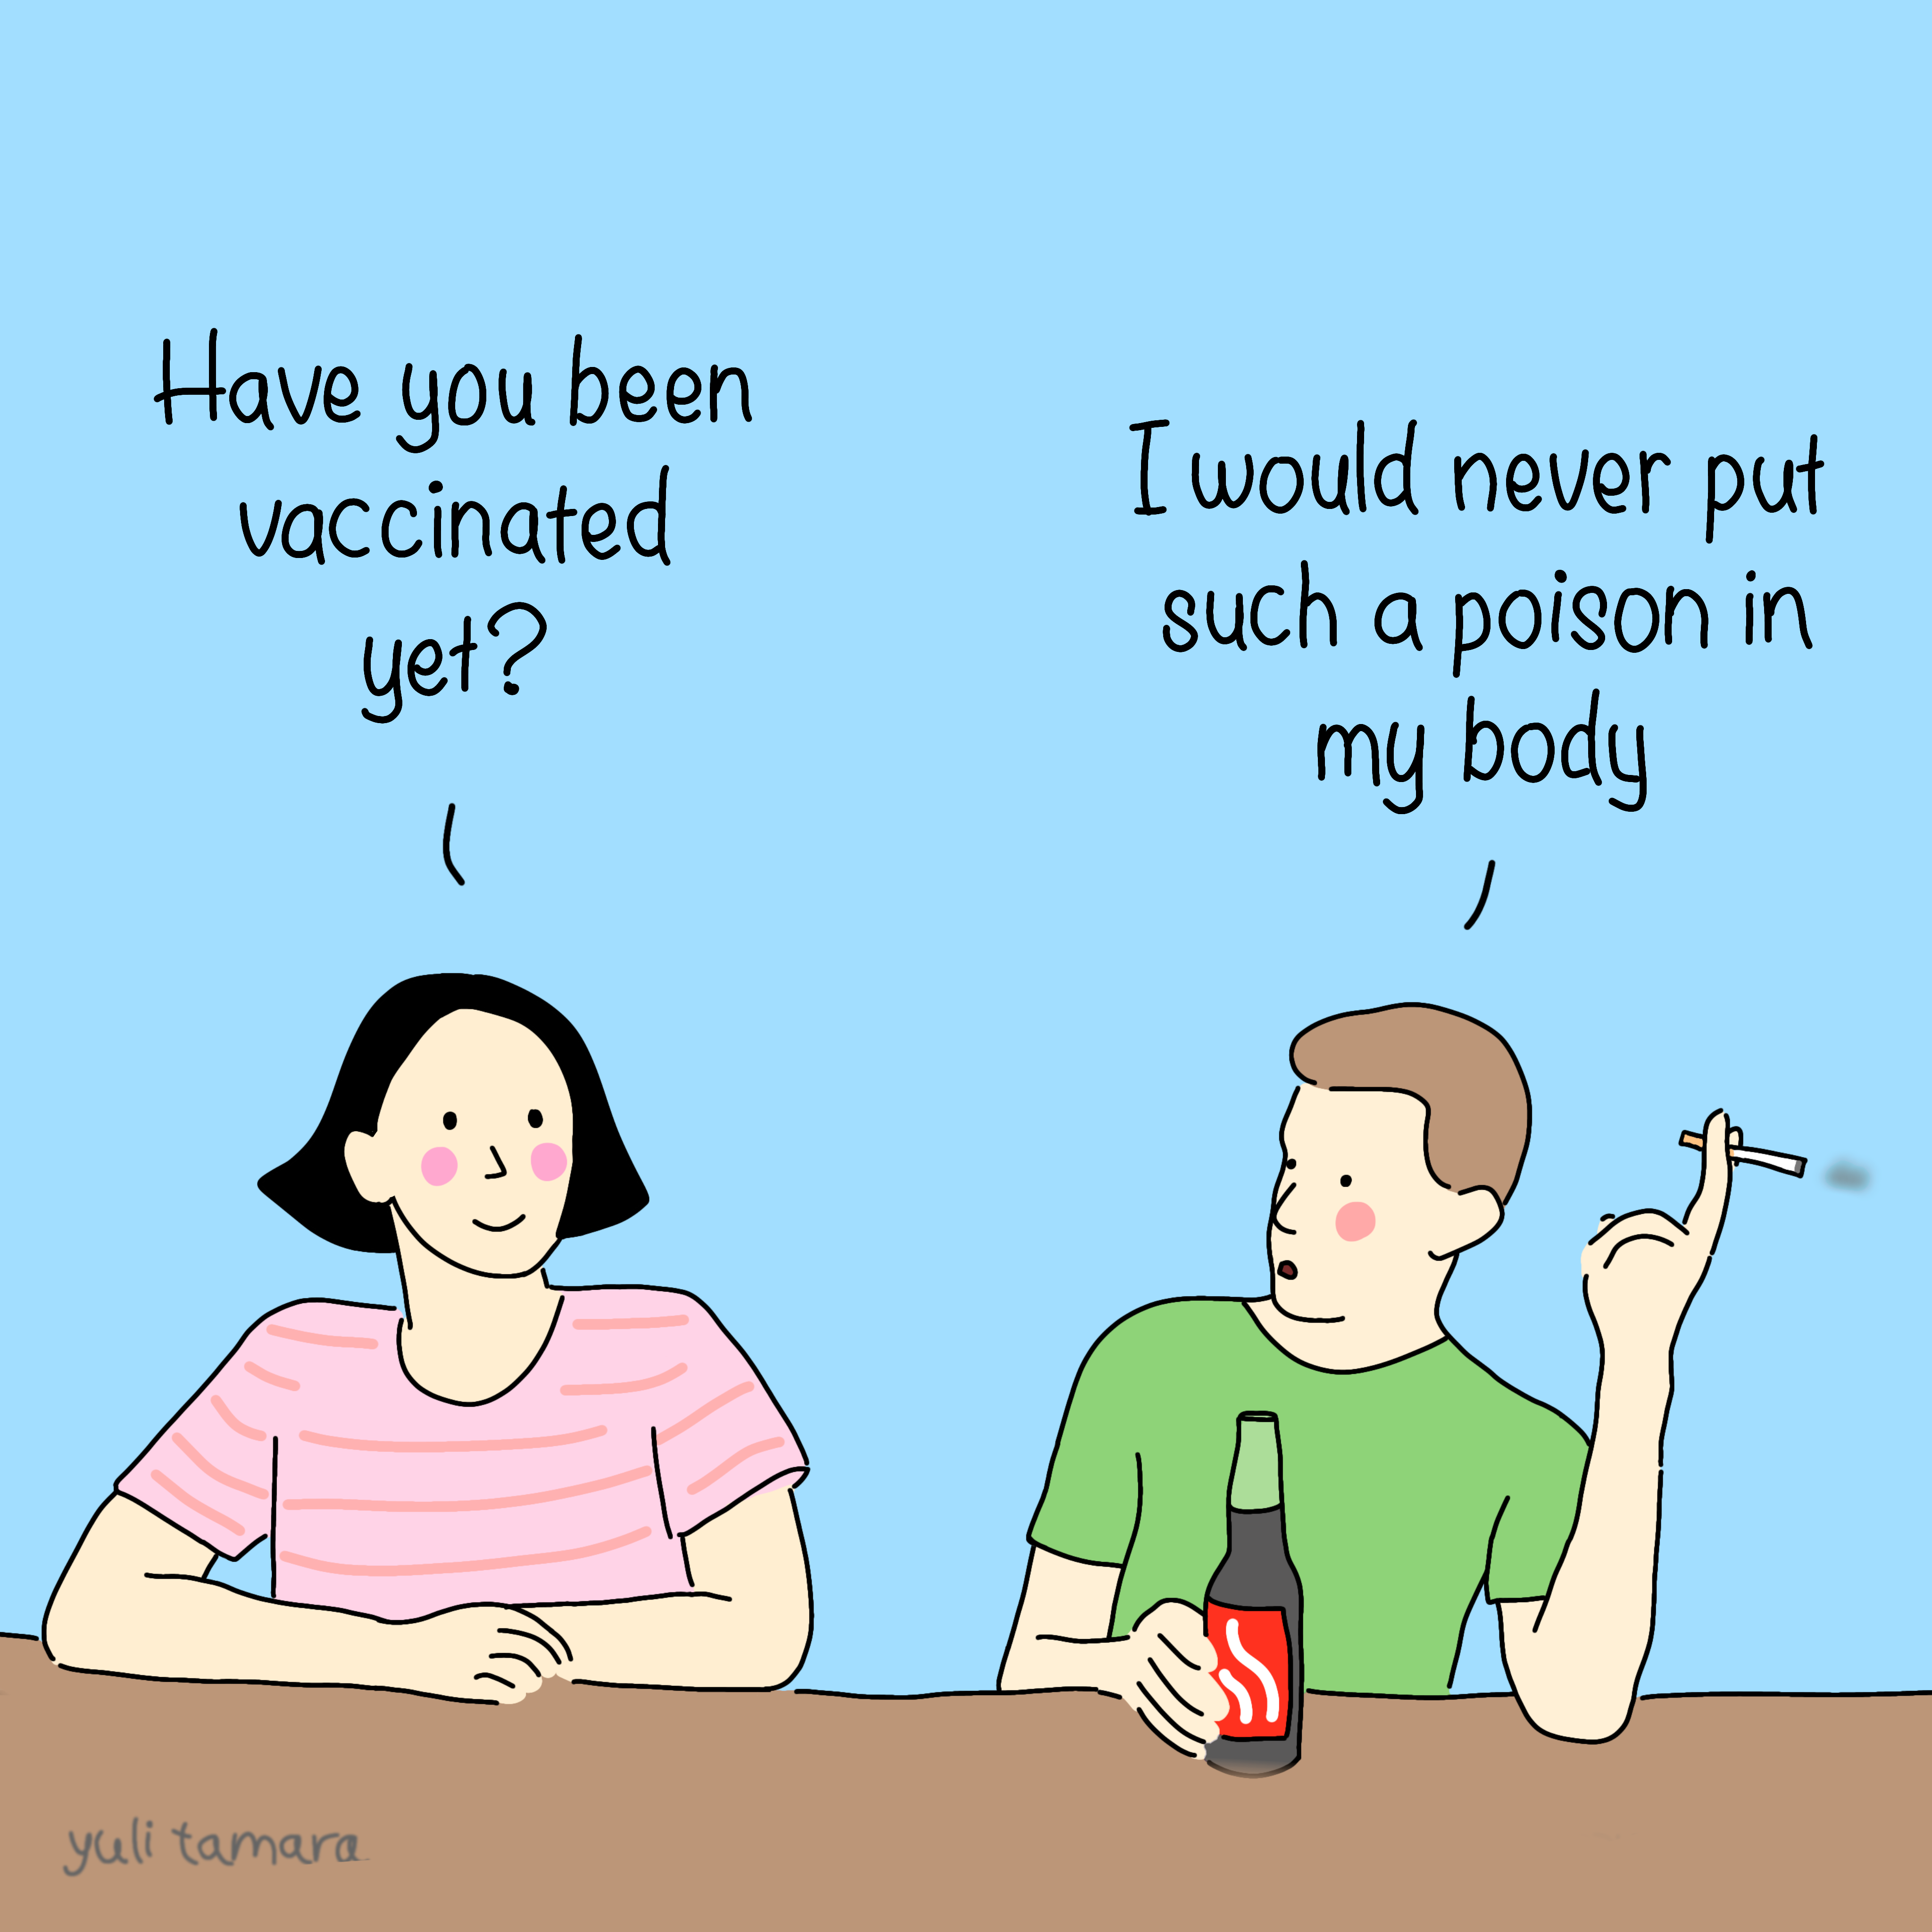 Have you been
vaccinated
yet?
I would never put
such a poison in
my body
yuli tamara